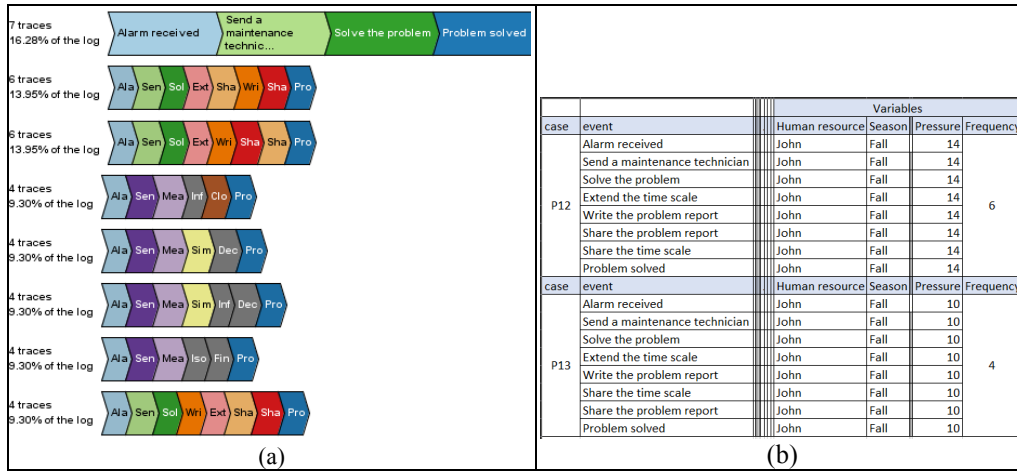 7 traces
16.28% of the log
Alarm received
Send a
maintenance
technic...
Solve the problem
Problem solved
6 traces
13.95% of the log
Ala Sen Sol Ext Sha Wri Sha Pro
6 traces
13.95% of the log
Ala Sen Sol Ext Wri Sha Sha Pro
4 traces
9.30% of the log
Ala Sen Mea Inf Clo Pro
4 traces
9.30% of the log
Ala Sen Mea Sim Dec Pro
4 traces
9.30% of the log
Ala Sen Mea Sim Inf Dec Pro
4 traces
9.30% of the log
Ala Sen Mea Iso Fin Pro
4 traces
9.30% of the log
Ala Sen Sol Wri Ext Sha Sha Pro
(a)
Variables
case event Human resource Season Pressure Frequency
Alarm received John Fall 14
Send a maintenance technician John Fall 14
Solve the problem John Fall 14
Extend the time scale John Fall 14
P12 6
Write the problem report John Fall 14
Share the problem report John Fall 14
Share the time scale John Fall 14
Problem solved John Fall 14
case event Human resource Season Pressure Frequency
Alarm received John Fall 10
Send a maintenance technician John Fall 10
Solve the problem John Fall 10
Extend the time scale John Fall 10
P13 4
Write the problem report John Fall 10
Share the time scale John Fall 10
Share the problem report John Fall 10
Problem solved John Fall 10
(b)